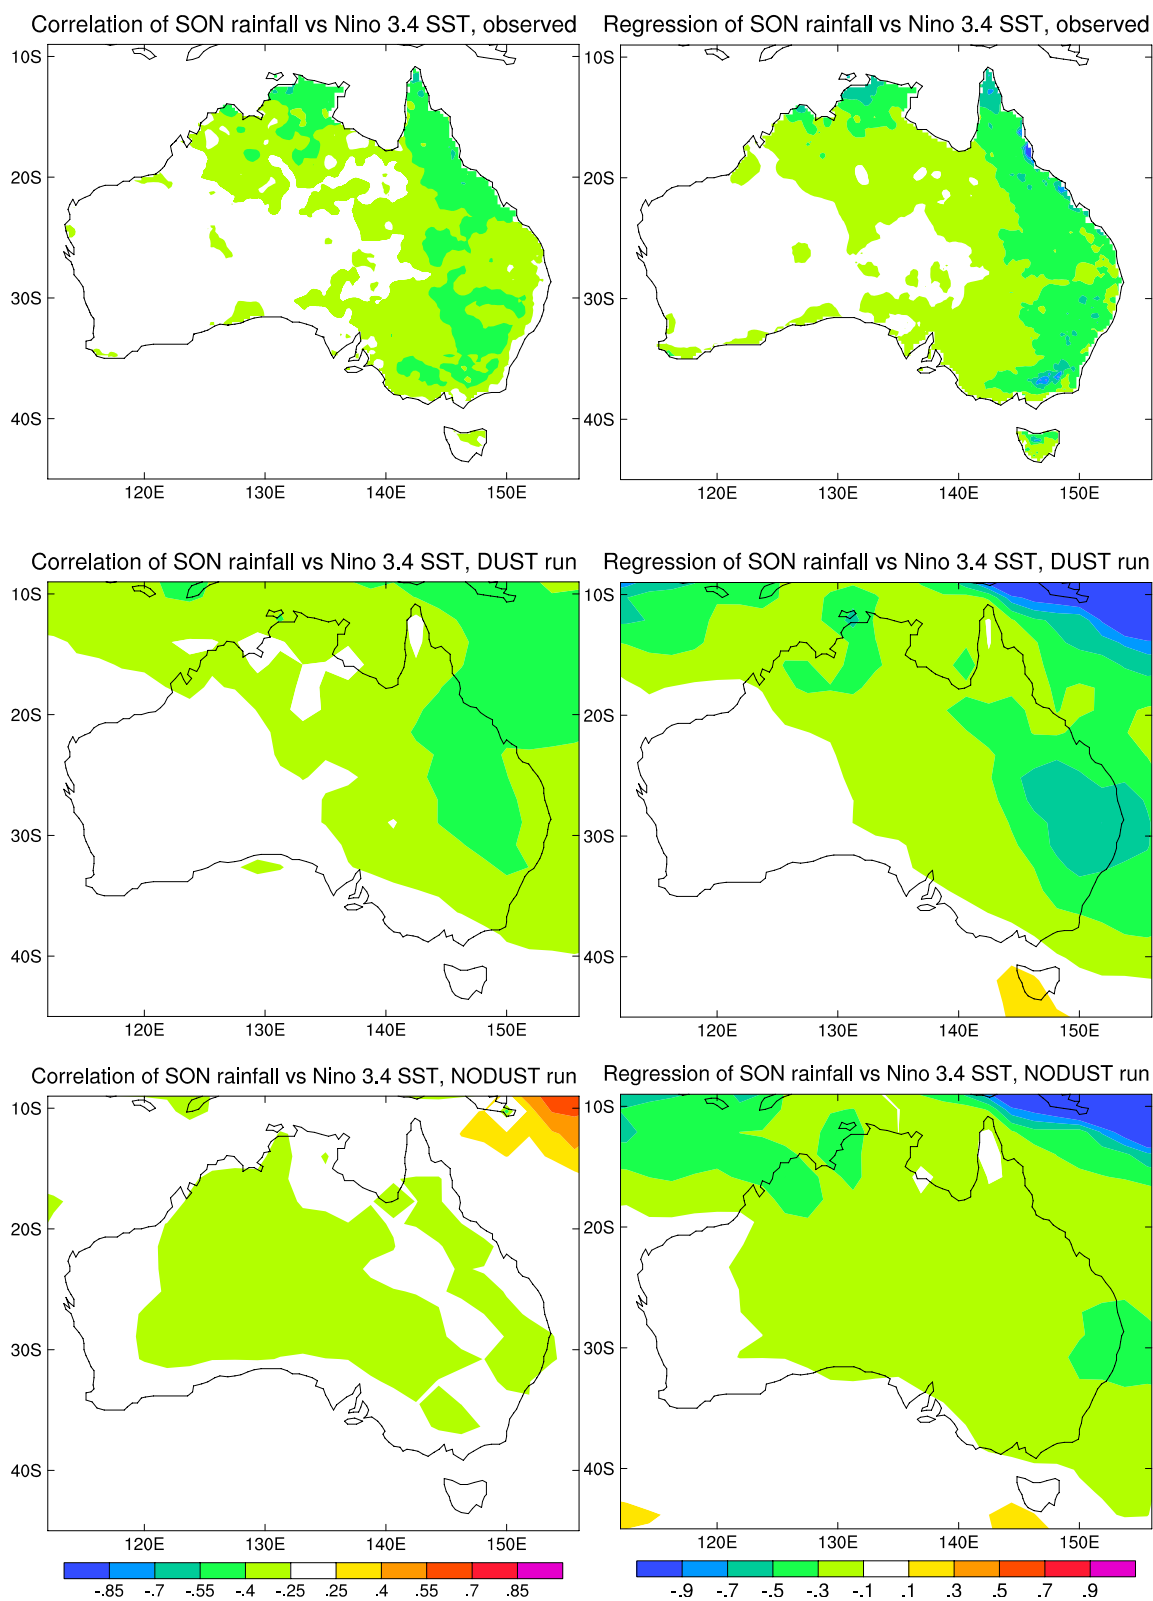 Correlation of SON rainfall vs Nino 3.4 SST, observed
Regression of SON rainfall vs Nino 3.4 SST, observed
10S
20S
30S
40S
120E 130E 140E 150E
10S
20S
30S
40S
120E 130E 140E 150E
Correlation of SON rainfall vs Nino 3.4 SST, DUST run
Regression of SON rainfall vs Nino 3.4 SST, DUST run
10S
20S
30S
40S
120E 130E 140E 150E
10S
20S
30S
40S
120E 130E 140E 150E
Correlation of SON rainfall vs Nino 3.4 SST, NODUST run
Regression of SON rainfall vs Nino 3.4 SST, NODUST run
10S
20S
30S
40S
120E 130E 140E 150E
10S
20S
30S
40S
120E 130E 140E 150E
-.85 -.7 -.55 -.4 -.25 .25 .4 .55 .7 .85
-.9 -.7 -.5 -.3 -.1 .1 .3 .5 .7 .9